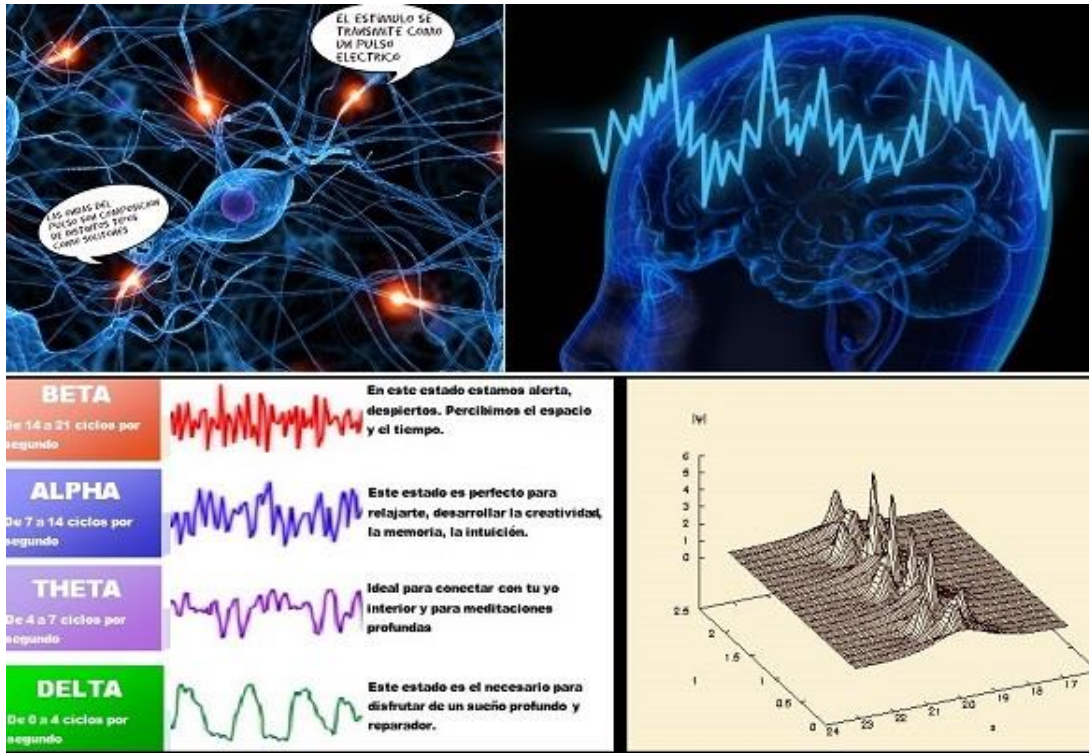 EL ESTIMULO SE
TRANSMITE COMO
UN PULSO
ELECTRICO
LAS ONDAS DEL
PULSO SON COMPOSICION
DE DISTINTOS TIPOS
COMO SOLITONES
BETA
De 14 a 21 ciclos por
segundo
En este estado estamos alerta,
despiertos. Percibimos el espacio
y el tiempo.
ALPHA
De 7 a 14 ciclos por
segundo
Este estado es perfecto para
relajarte, desarrollar la creatividad,
la memoria, la intuición.
THETA
De 4 a 7 ciclos por
segundo
Ideal para conectar con tu yo
interior y para meditaciones
profundas
DELTA
De 0 a 4 ciclos por
segundo
Este estado es el necesario para
disfrutar de un sueño profundo y
reparador.
|Ψ|
6
5
4
3
2
1
0
2.5
2
1.5
1
0.5
0
24
23
22
21
20
19
18
17